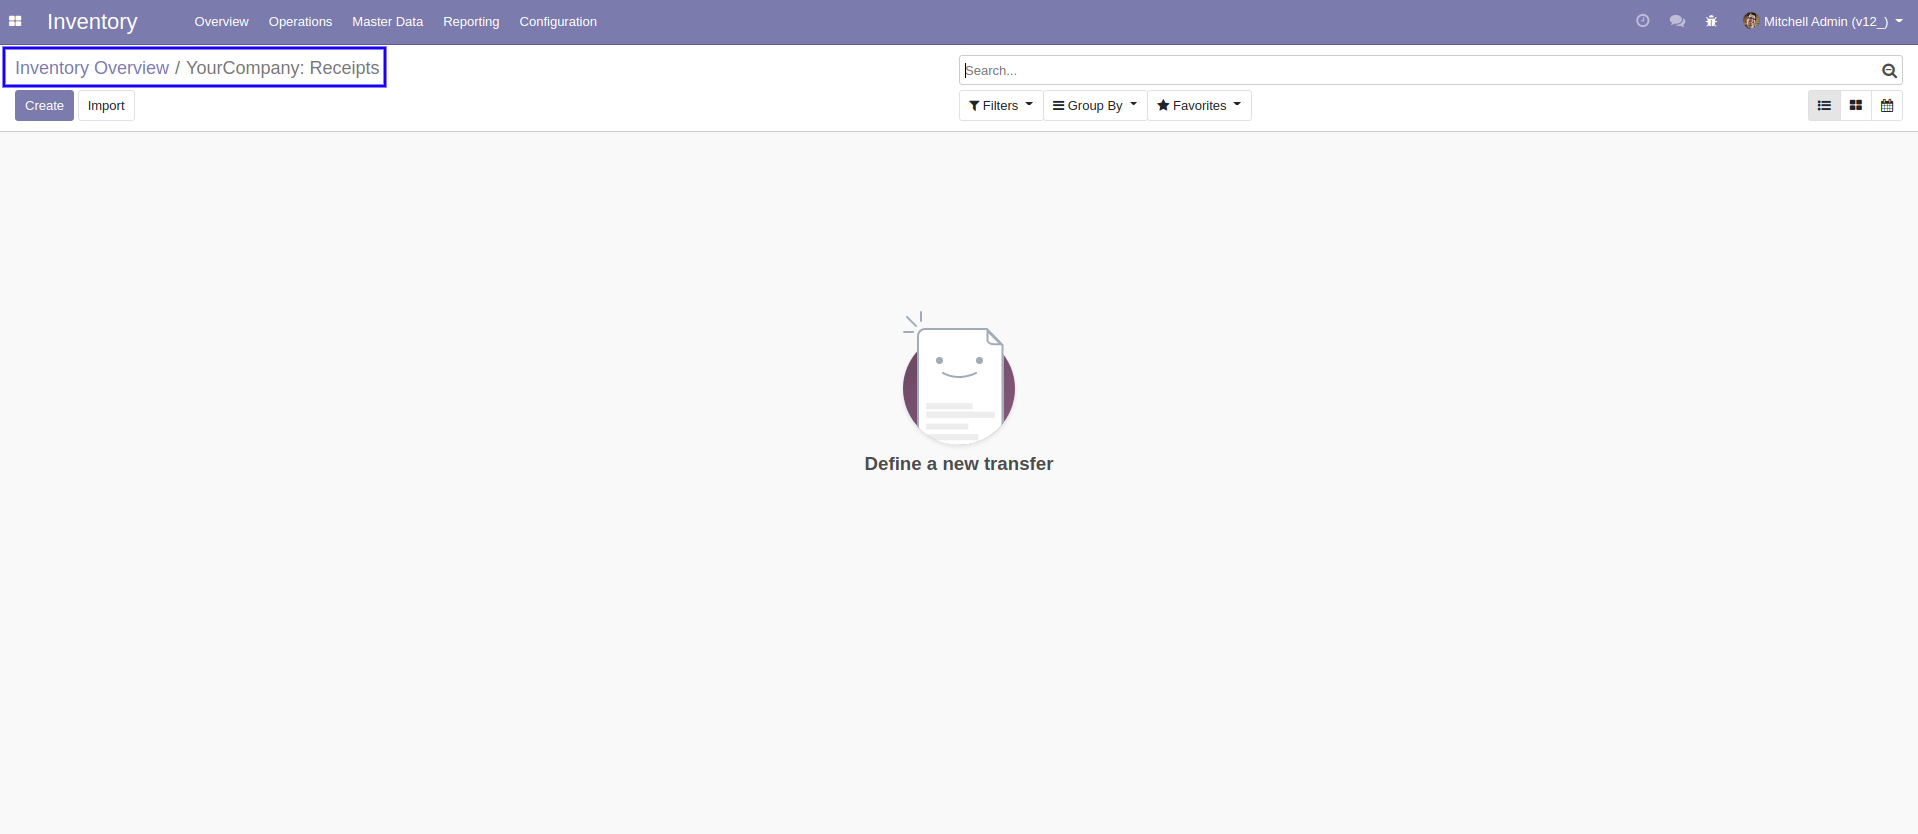 Inventory Overview Operations Master Data Reporting Configuration Mitchell Admin (v12_)
Inventory Overview / YourCompany: Receipts
Search...
Create Import Filters Group By Favorites
Define a new transfer